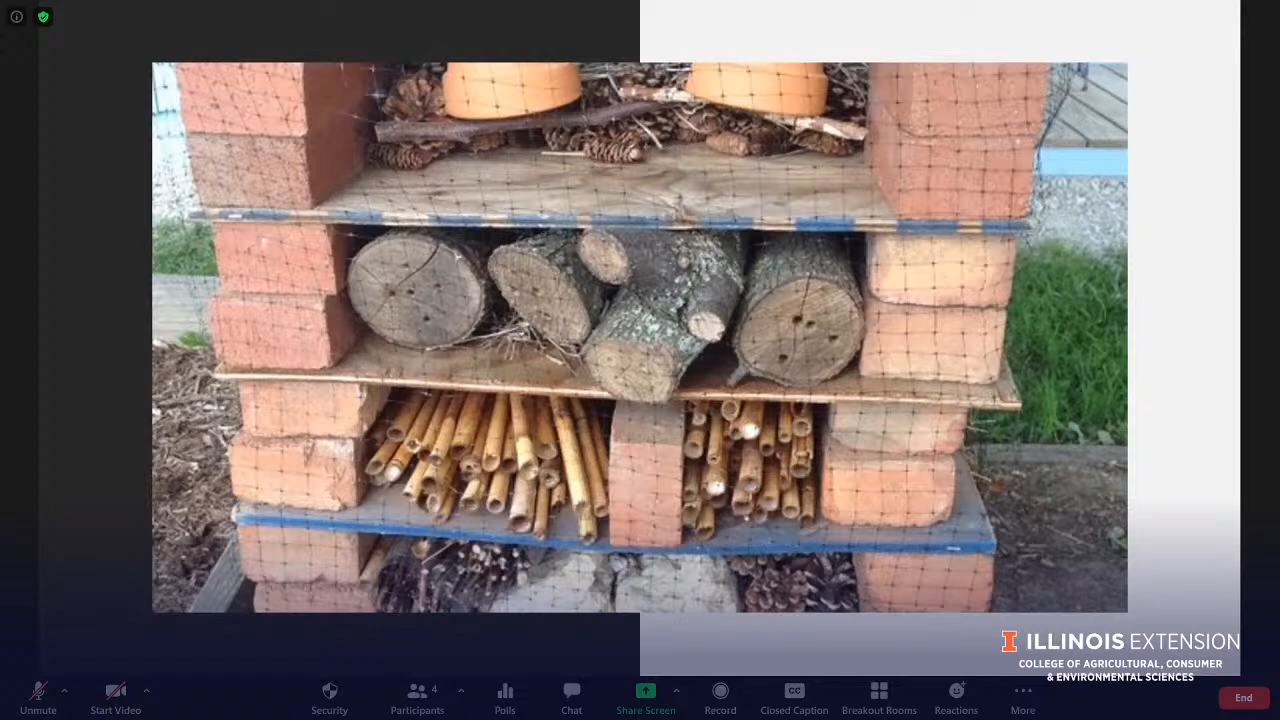 ILLINOIS EXTENSION
COLLEGE OF AGRICULTURAL, CONSUMER
& ENVIRONMENTAL SCIENCES
4
CC
Unmute
Start Video
Security
Participants
Polls
Chat
Share Screen
Record
Closed Caption
Breakout Rooms
Reactions
More
End